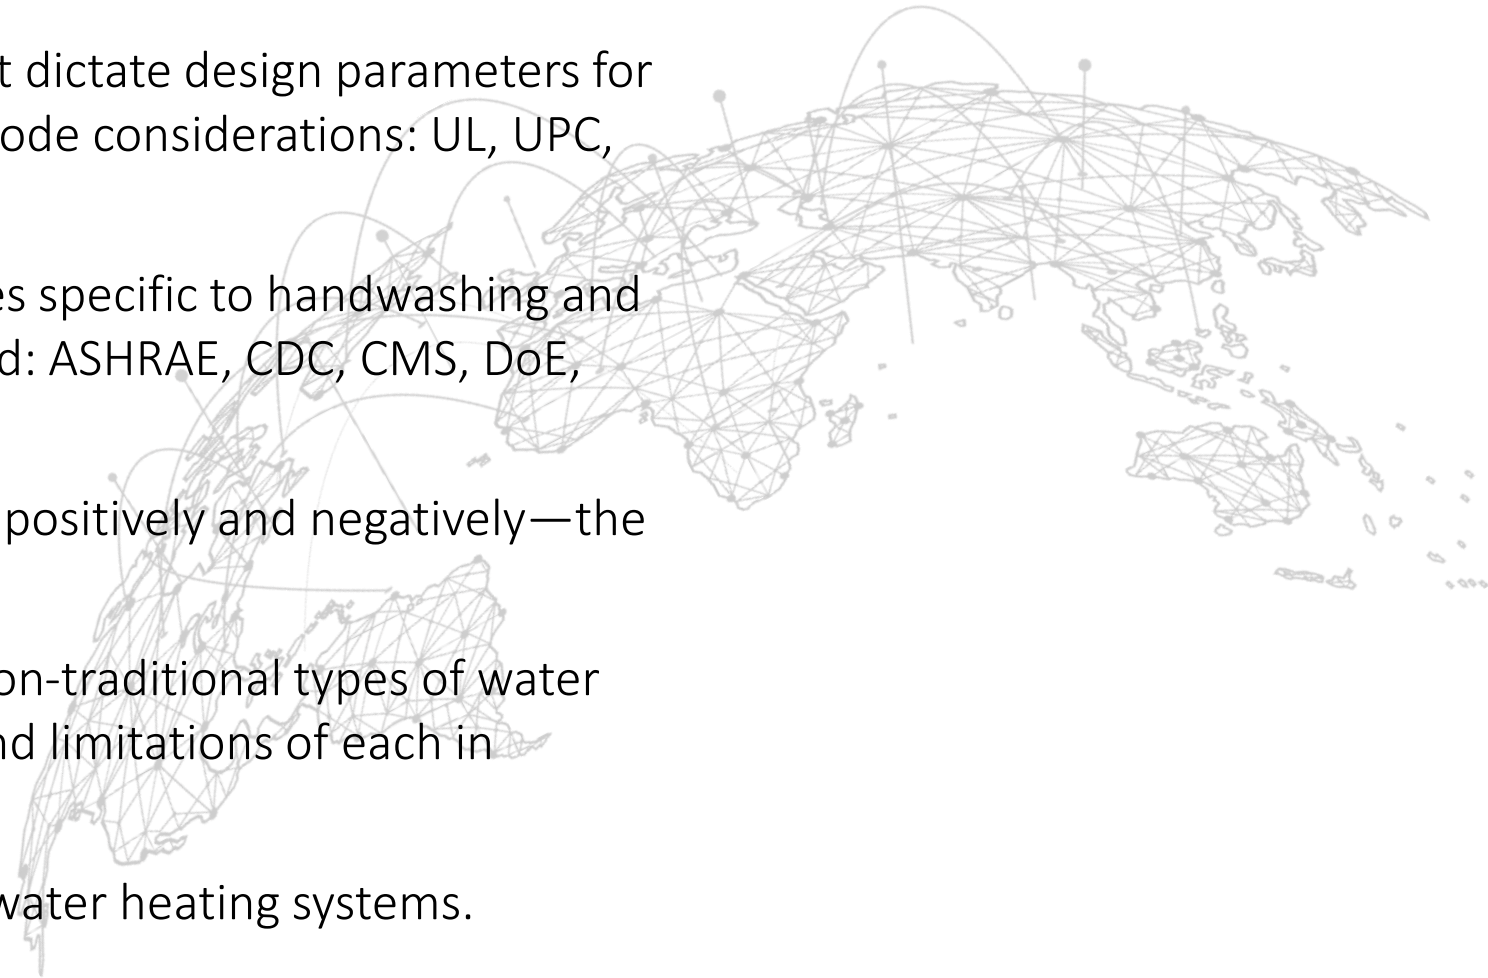 t dictate design parameters for
ode considerations: UL, UPC,
es specific to handwashing and
d: ASHRAE, CDC, CMS, DoE,
positively and negatively—the
on-traditional types of water
nd limitations of each in
water heating systems.